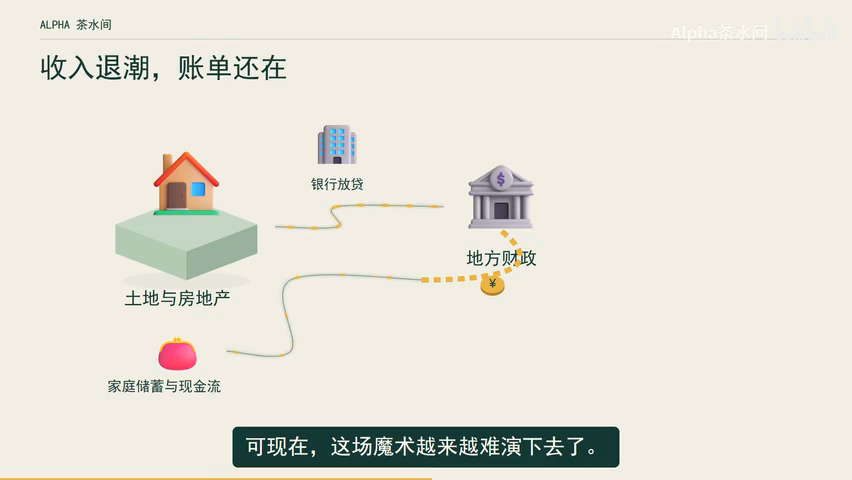 ALPHA 茶水间
Alpha茶水间
收入退潮，账单还在
银行放贷
地方财政
¥
土地与房地产
家庭储蓄与现金流
可现在，这场魔术越来越难演下去了。